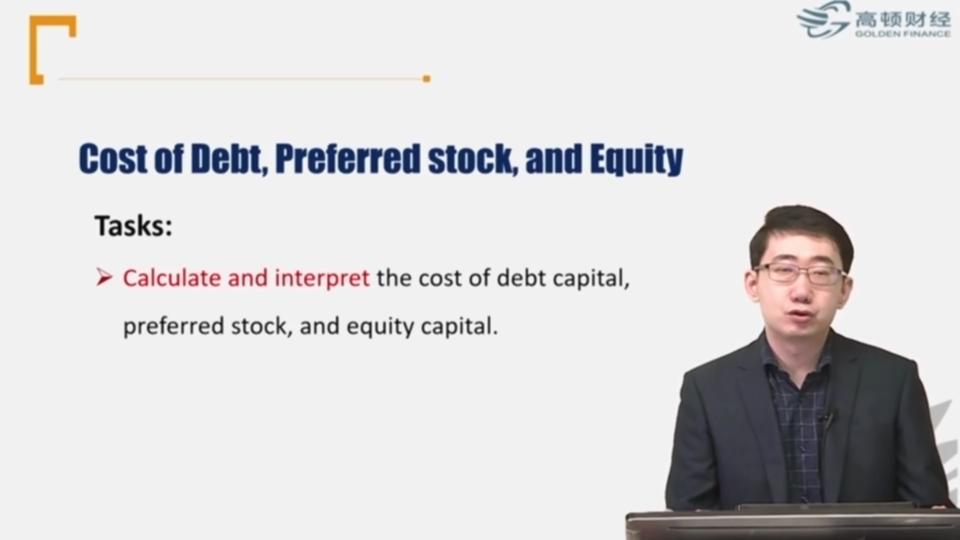 高顿财经
GOLDEN FINANCE
Cost of Debt, Preferred stock, and Equity
Tasks:
Calculate and interpret the cost of debt capital,
preferred stock, and equity capital.